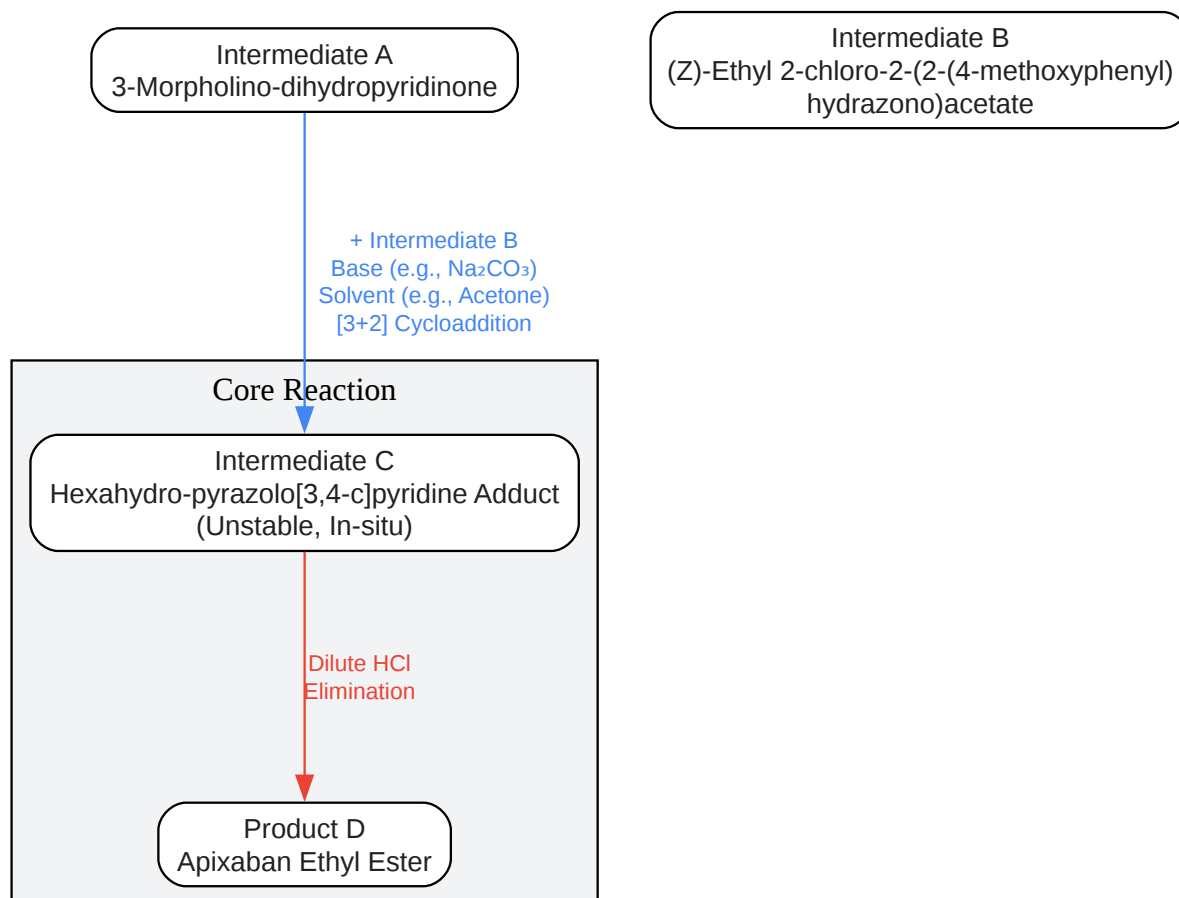 Intermediate A
3-Morpholino-dihydropyridinone
Intermediate B
(Z)-Ethyl 2-chloro-2-(2-(4-methoxyphenyl)
hydrazono)acetate
+ Intermediate B
Base (e.g., Na₂CO₃)
Solvent (e.g., Acetone)
[3+2] Cycloaddition
Core Reaction
Intermediate C
Hexahydro-pyrazolo[3,4-c]pyridine Adduct
(Unstable, In-situ)
Dilute HCl
Elimination
Product D
Apixaban Ethyl Ester